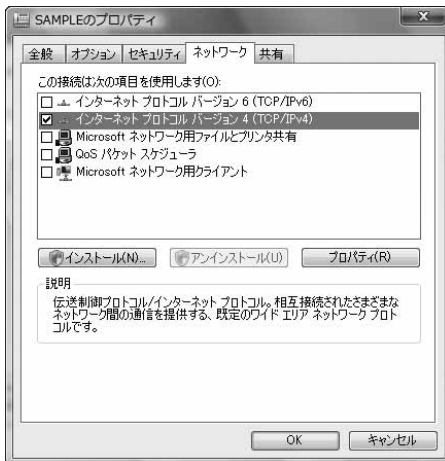 SAMPLEのプロパティ
全般 オプション セキュリティ ネットワーク 共有
この接続は次の項目を使用します(O):
インターネット プロトコル バージョン 6 (TCP/IPv6)
インターネット プロトコル バージョン 4 (TCP/IPv4)
Microsoft ネットワーク用ファイルとプリンタ共有
QoS パケット スケジューラ
Microsoft ネットワーク用クライアント
インストール(N)... アンインストール(U) プロパティ(R)
説明
伝送制御プロトコル/インターネット プロトコル。相互接続されたさまざまな
ネットワーク間の通信を提供する、既定のワイド エリア ネットワーク プロト
コルです。
OK キャンセル